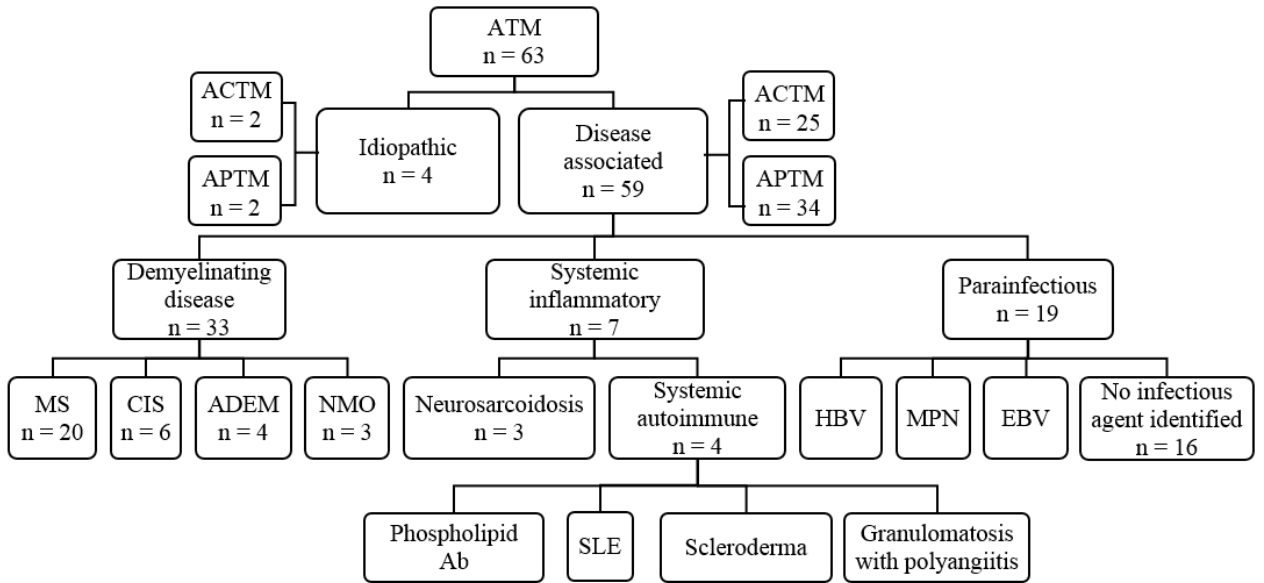 ATM
n = 63
ACTM
n = 2
APTM
n = 2
Idiopathic
n = 4
Disease
associated
n = 59
ACTM
n = 25
APTM
n = 34
Demyelinating
disease
n = 33
Systemic
inflammatory
n = 7
Parainfectious
n = 19
MS
n = 20
CIS
n = 6
ADEM
n = 4
NMO
n = 3
Neurosarcoidosis
n = 3
Systemic
autoimmune
n = 4
HBV
MPN
EBV
No infectious
agent identified
n = 16
Phospholipid
Ab
SLE
Scleroderma
Granulomatosis
with polyangiitis